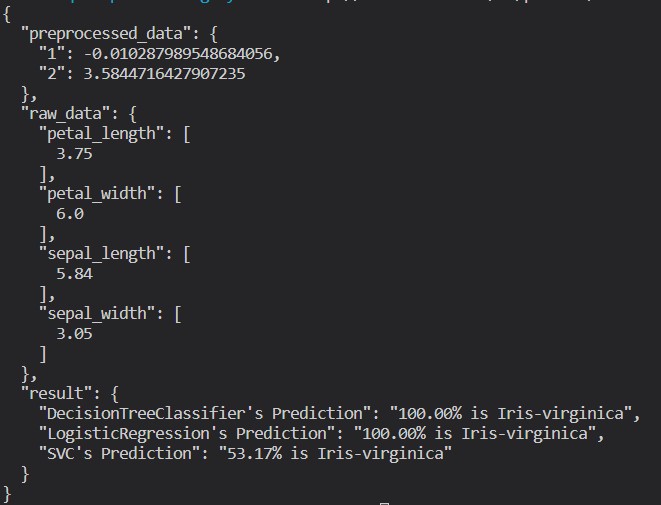 {
  "preprocessed_data": {
    "1": -0.010287989548684056,
    "2": 3.5844716427907235
  },
  "raw_data": {
    "petal_length": [
      3.75
    ],
    "petal_width": [
      6.0
    ],
    "sepal_length": [
      5.84
    ],
    "sepal_width": [
      3.05
    ]
  },
  "result": {
    "DecisionTreeClassifier's Prediction": "100.00% is Iris-virginica",
    "LogisticRegression's Prediction": "100.00% is Iris-virginica",
    "SVC's Prediction": "53.17% is Iris-virginica"
  }
}